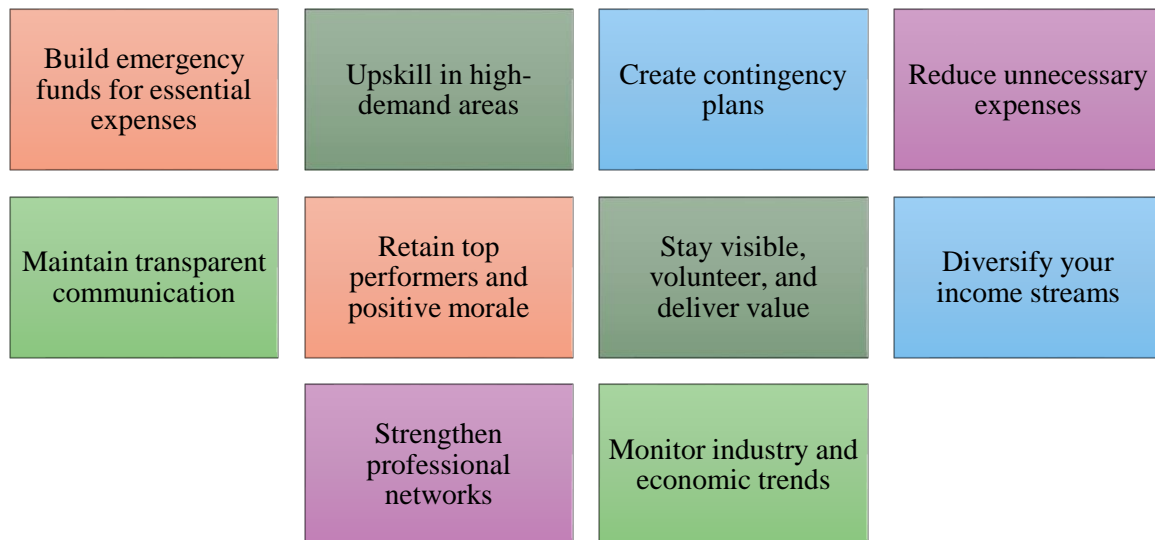 Build emergency
funds for essential
expenses
Upskill in high-
demand areas
Create contingency
plans
Reduce unnecessary
expenses
Maintain transparent
communication
Retain top
performers and
positive morale
Stay visible,
volunteer, and
deliver value
Diversify your
income streams
Strengthen
professional
networks
Monitor industry and
economic trends